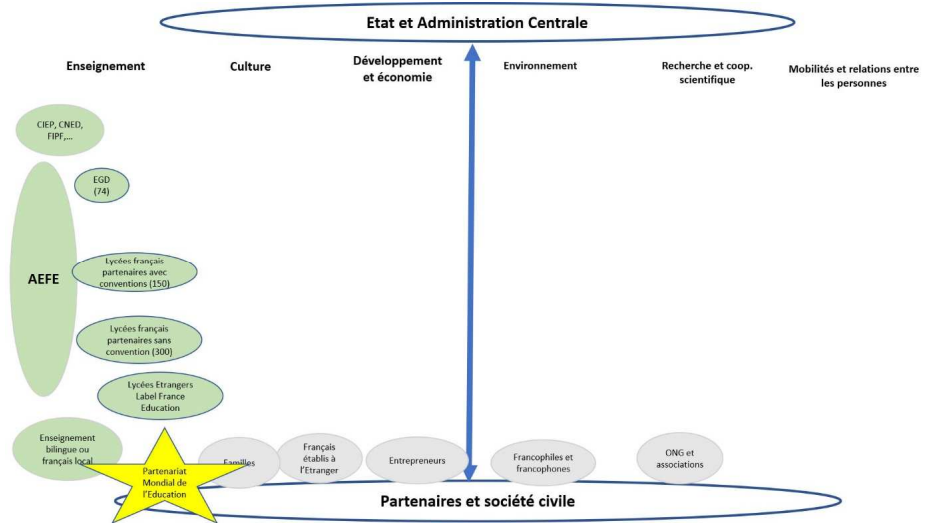 Etat et Administration Centrale
Enseignement
Culture
Développement
et économie
Environnement
Recherche et coop.
scientifique
Mobilités et relations entre
les personnes
CIEP, CNED,
FIPF,...
EGD
(74)
AEFE
Lycées français
partenaires avec
conventions (150)
Lycées français
partenaires sans
convention (300)
Lycées Etrangers
Label France
Education
Enseignement
bilingue ou
français local
Partenariat
Mondial de
l'Education
Familles
Français
établis à
l'Etranger
Entrepreneurs
Francophiles et
francophones
ONG et
associations
Partenaires et société civile